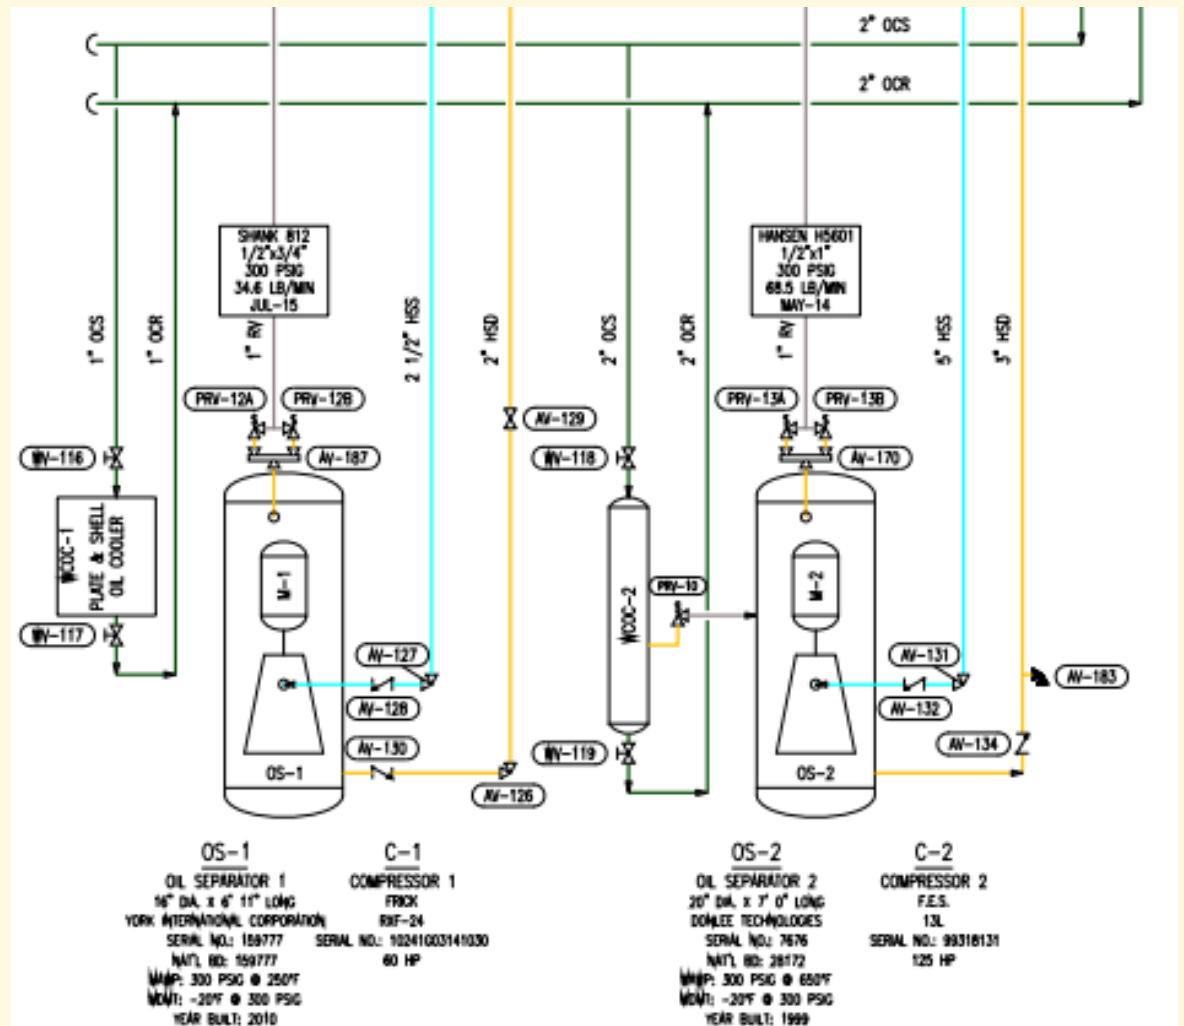 2" OCS
2" OCR
SHANK 812
1/2"x3/4"
300 PSIG
34.6 LB/MIN
JUL-15
HANSEN H5601
1/2"x1"
300 PSIG
68.5 LB/MIN
MAY-14
1" OCS
1" OCR
1" RV
2 1/2" HSS
2" HSD
2" OCS
2" OCR
1" RV
5" HSS
3" HSD
PRV-12A
PRV-12B
PRV-13A
PRV-13B
AV-129
WV-116
AV-187
WV-118
AV-170
WCOC-1
PLATE & SHELL
OIL COOLER
M-1
WCOC-2
PRV-10
M-2
WV-117
AV-127
AV-128
AV-131
AV-132
AV-183
AV-130
WV-119
AV-134
OS-1
AV-126
OS-2
OS-1
OIL SEPARATOR 1
16" DIA. X 6' 11" LONG
YORK INTERNATIONAL CORPORATION
SERIAL NO.: 159777
NAT'L BD: 159777
MAWP: 300 PSIG @ 250°F
MDMT: -20°F @ 300 PSIG
YEAR BUILT: 2010
C-1
COMPRESSOR 1
FRICK
RXF-24
SERIAL NO.: 10241G03141030
60 HP
OS-2
OIL SEPARATOR 2
20" DIA. X 7' 0" LONG
DONLEE TECHNOLOGIES
SERIAL NO.: 7676
NAT'L BD: 28172
MAWP: 300 PSIG @ 650°F
MDMT: -20°F @ 300 PSIG
YEAR BUILT: 1999
C-2
COMPRESSOR 2
F.E.S.
13L
SERIAL NO.: 99318131
125 HP